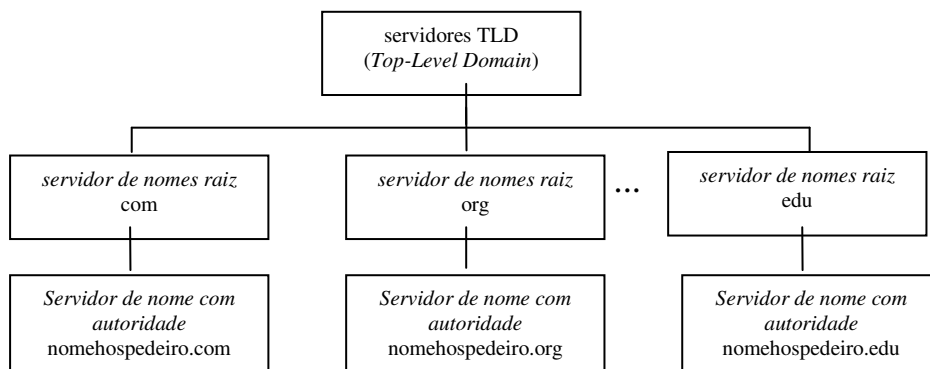 servidores TLD
(Top-Level Domain)
servidor de nomes raiz
com
servidor de nomes raiz
org
...
servidor de nomes raiz
edu
Servidor de nome com
autoridade
nomehospedeiro.com
Servidor de nome com
autoridade
nomehospedeiro.org
Servidor de nome com
autoridade
nomehospedeiro.edu